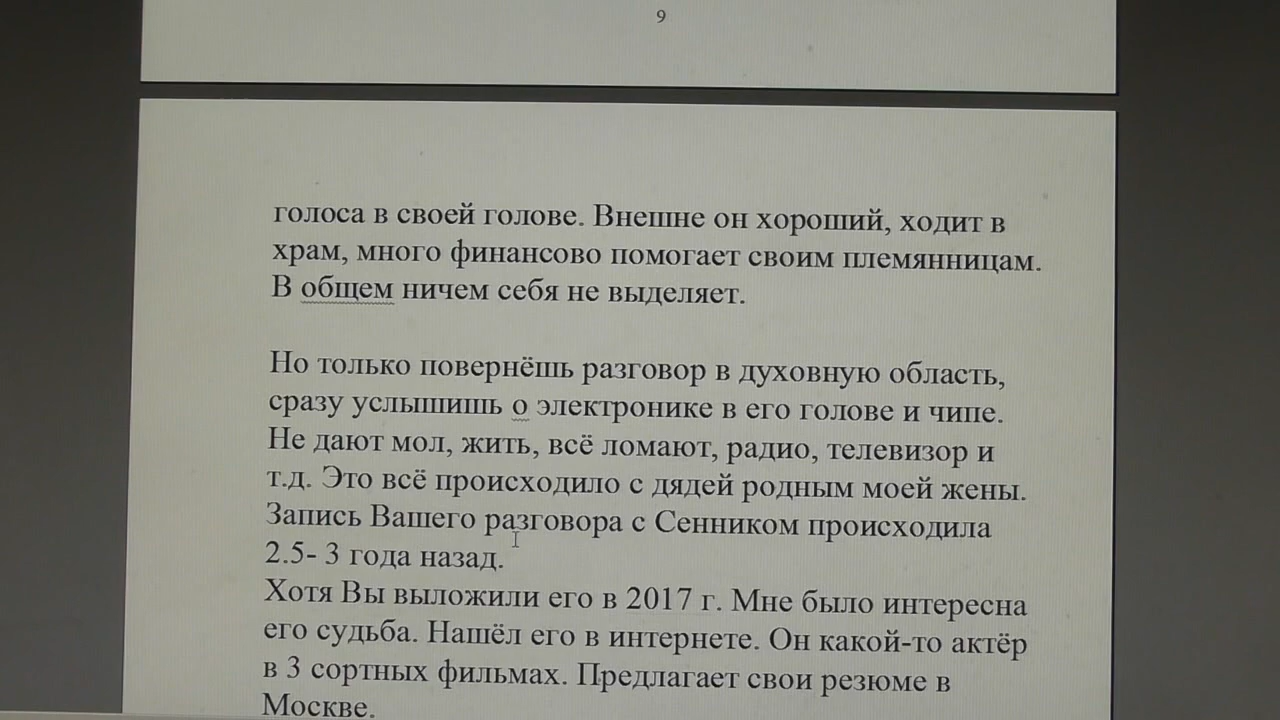 9
голоса в своей голове. Внешне он хороший, ходит в
храм, много финансово помогает своим племянницам.
В общем ничем себя не выделяет.
Но только повернёшь разговор в духовную область,
сразу услышишь о электронике в его голове и чипе.
Не дают мол, жить, всё ломают, радио, телевизор и
т.д. Это всё происходило с дядей родным моей жены.
Запись Вашего разговора с Сенником происходила
2.5- 3 года назад.
Хотя Вы выложили его в 2017 г. Мне было интересна
его судьба. Нашёл его в интернете. Он какой-то актёр
в 3 сортных фильмах. Предлагает свои резюме в
Москве.